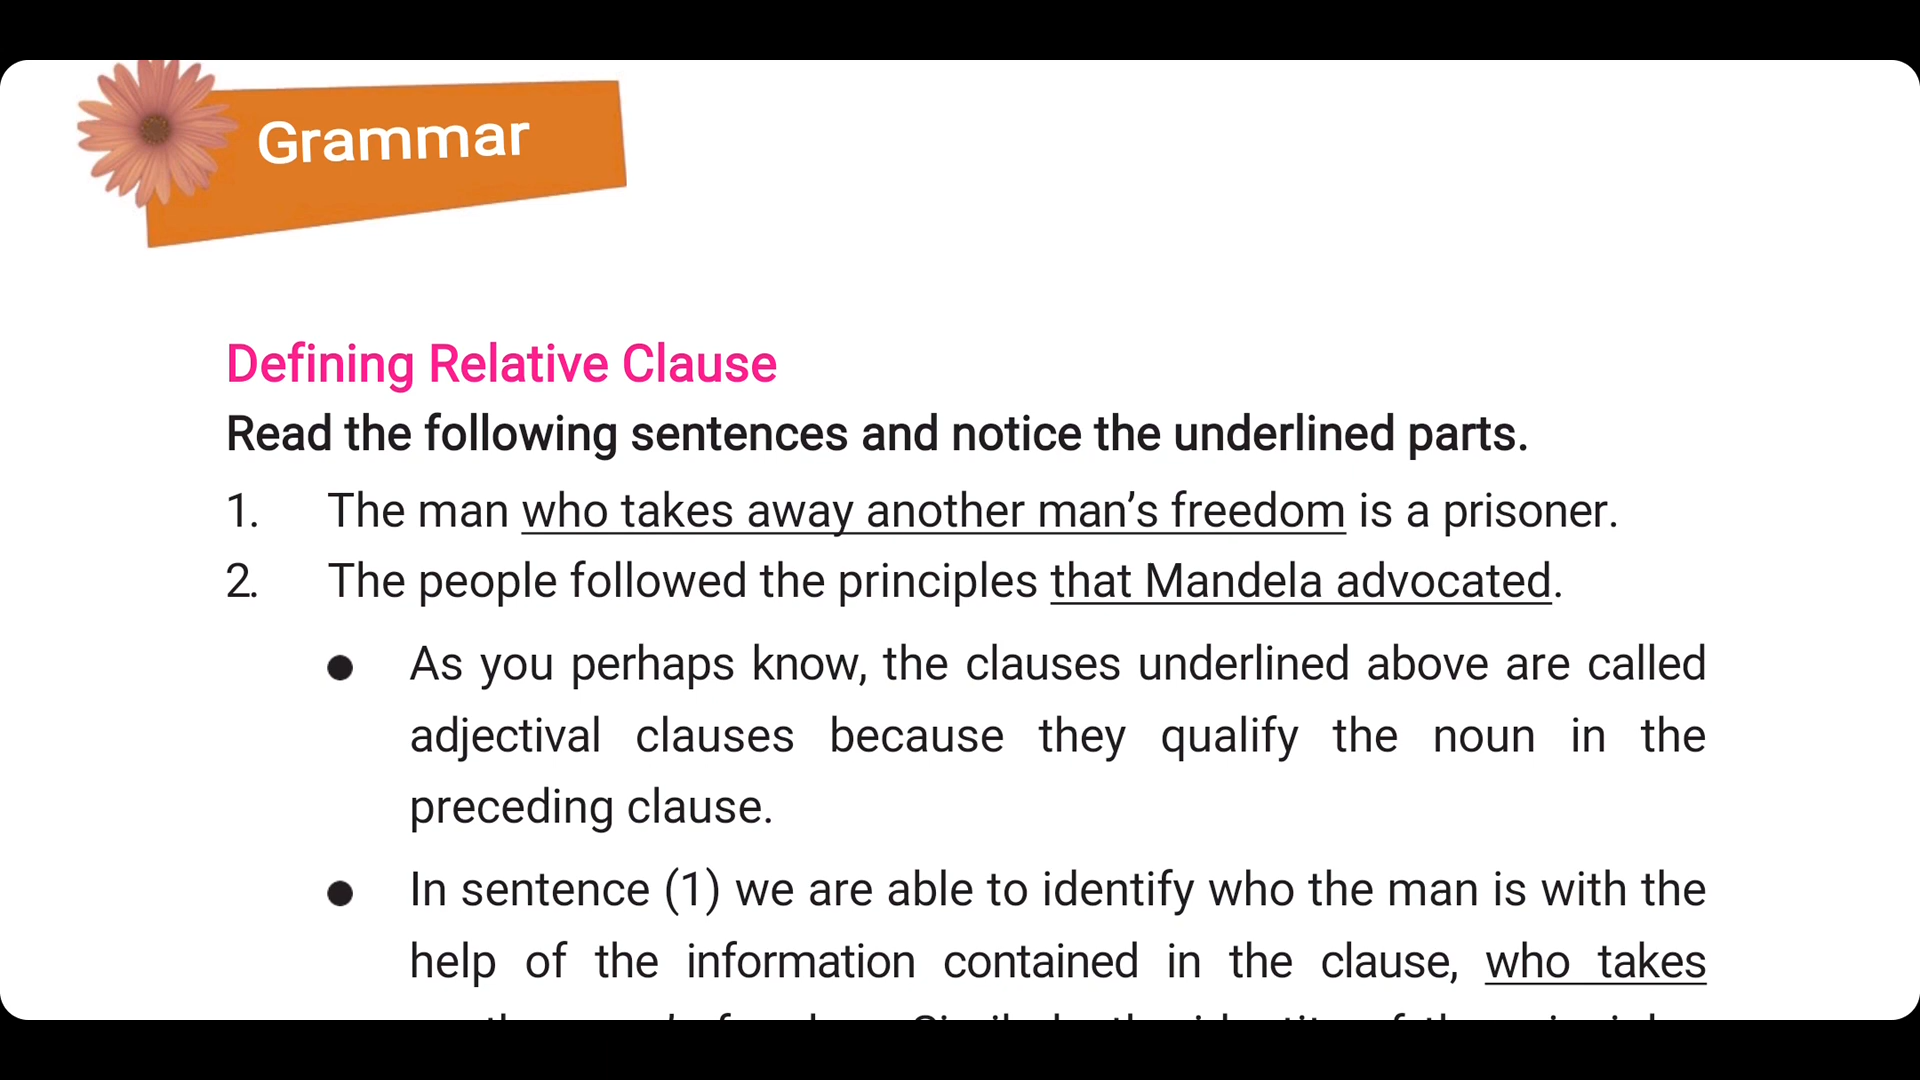 Grammar
Defining Relative Clause
Read the following sentences and notice the underlined parts.
1. The man who takes away another man’s freedom is a prisoner.
2. The people followed the principles that Mandela advocated.
● As you perhaps know, the clauses underlined above are called
adjectival clauses because they qualify the noun in the
preceding clause.
● In sentence (1) we are able to identify who the man is with the
help of the information contained in the clause, who takes